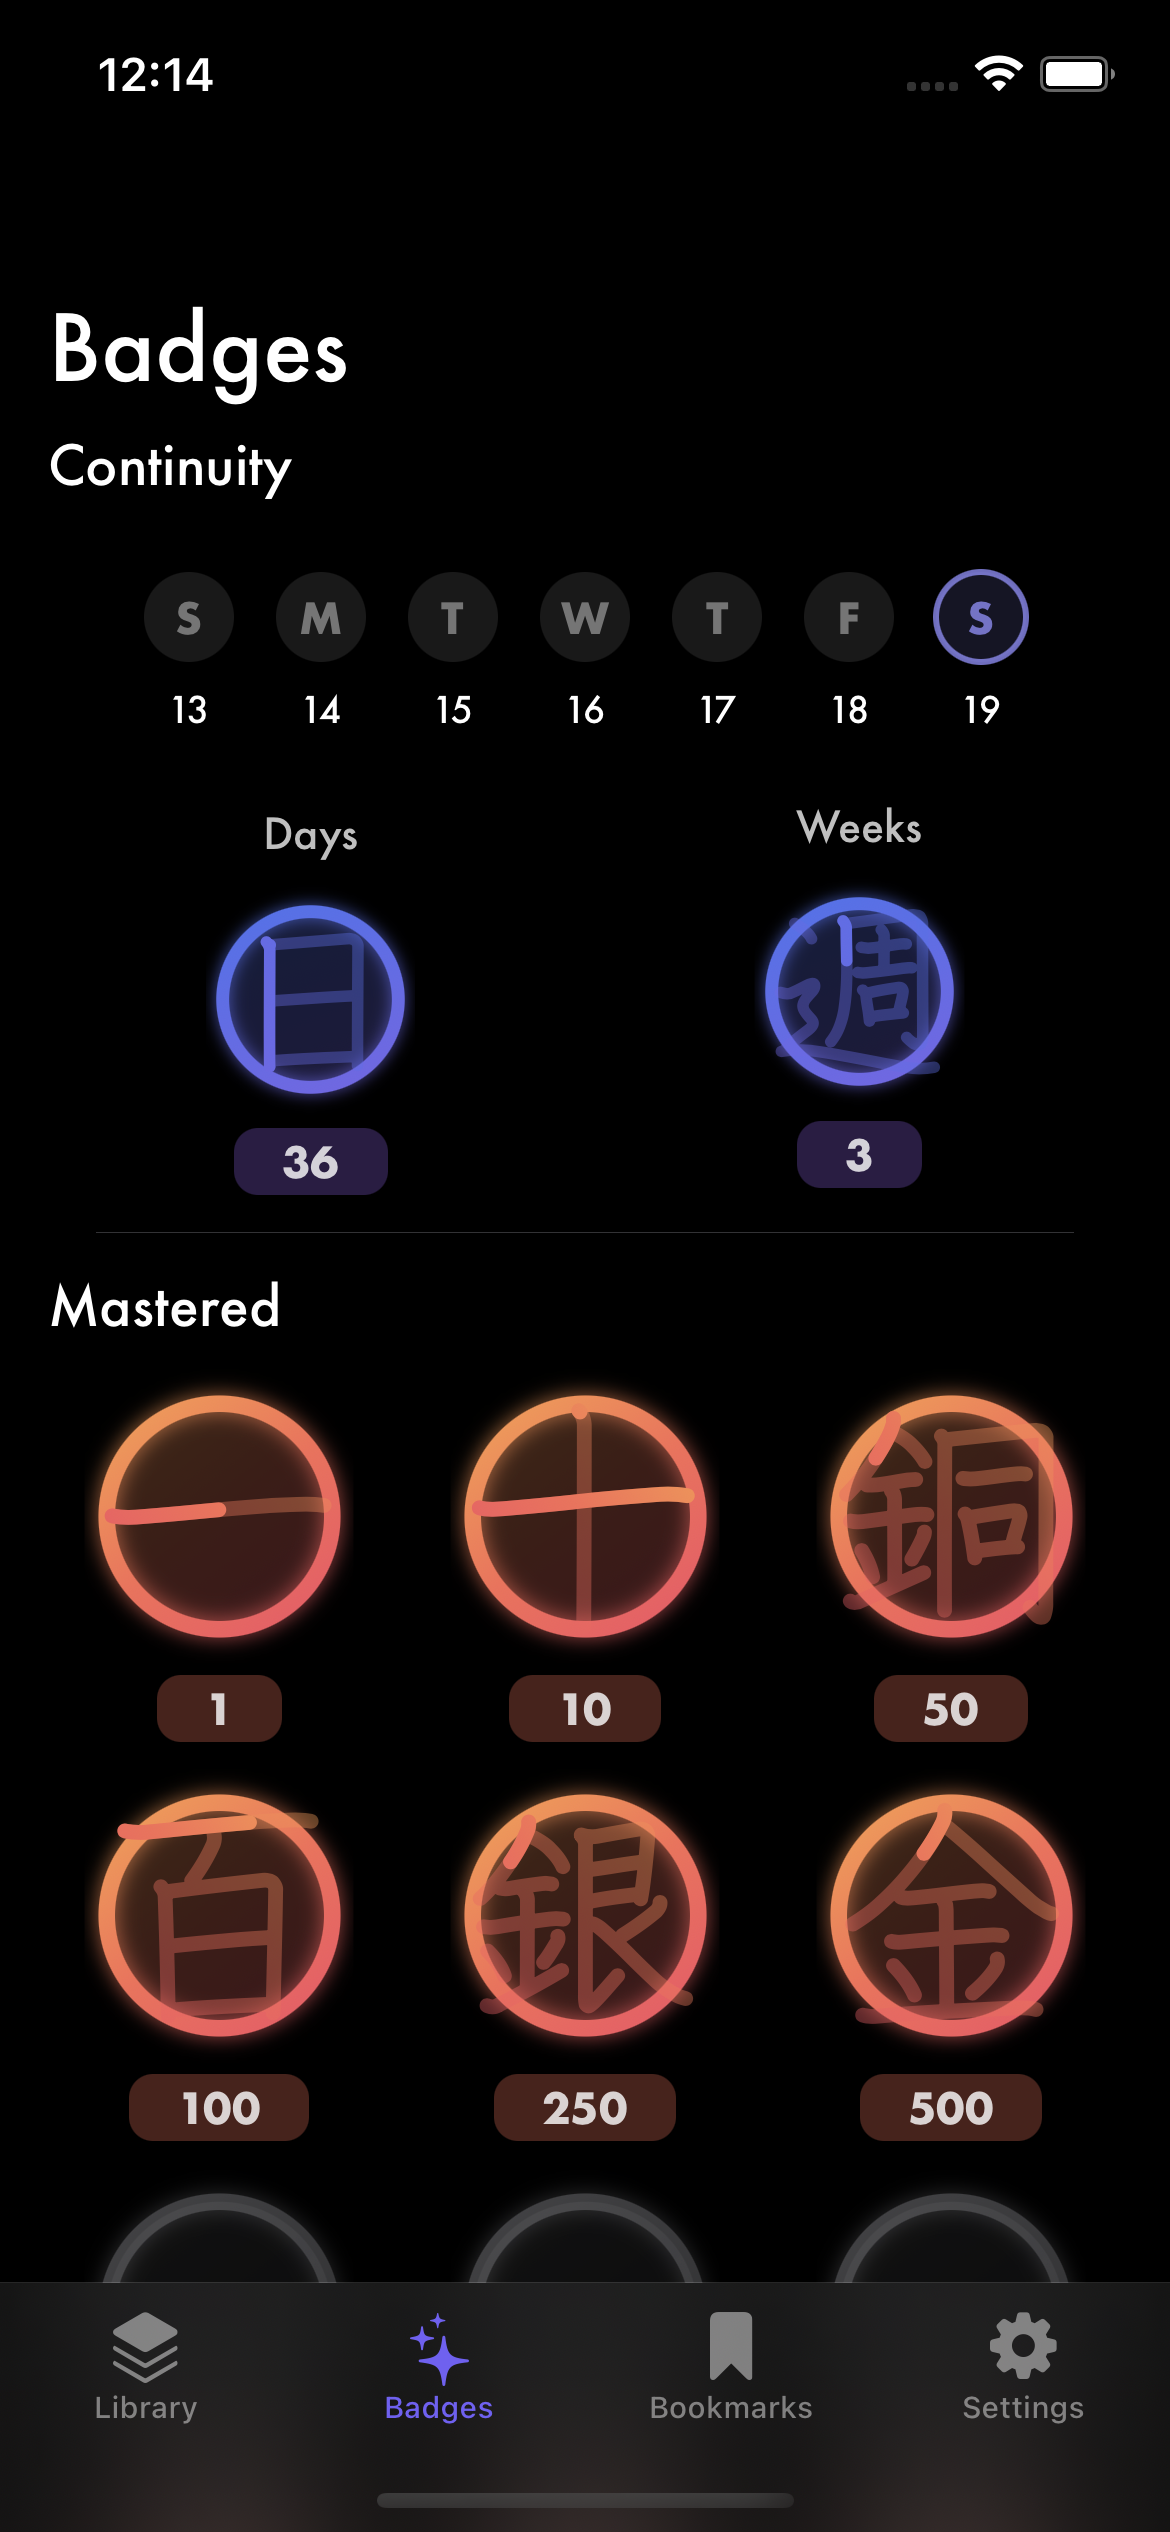 12:14
Badges
Continuity
S M T W T F S
13 14 15 16 17 18 19
Days Weeks
日 週
36 3
Mastered
一 十 銅
1 10 50
百 銀 金
100 250 500
Library Badges Bookmarks Settings